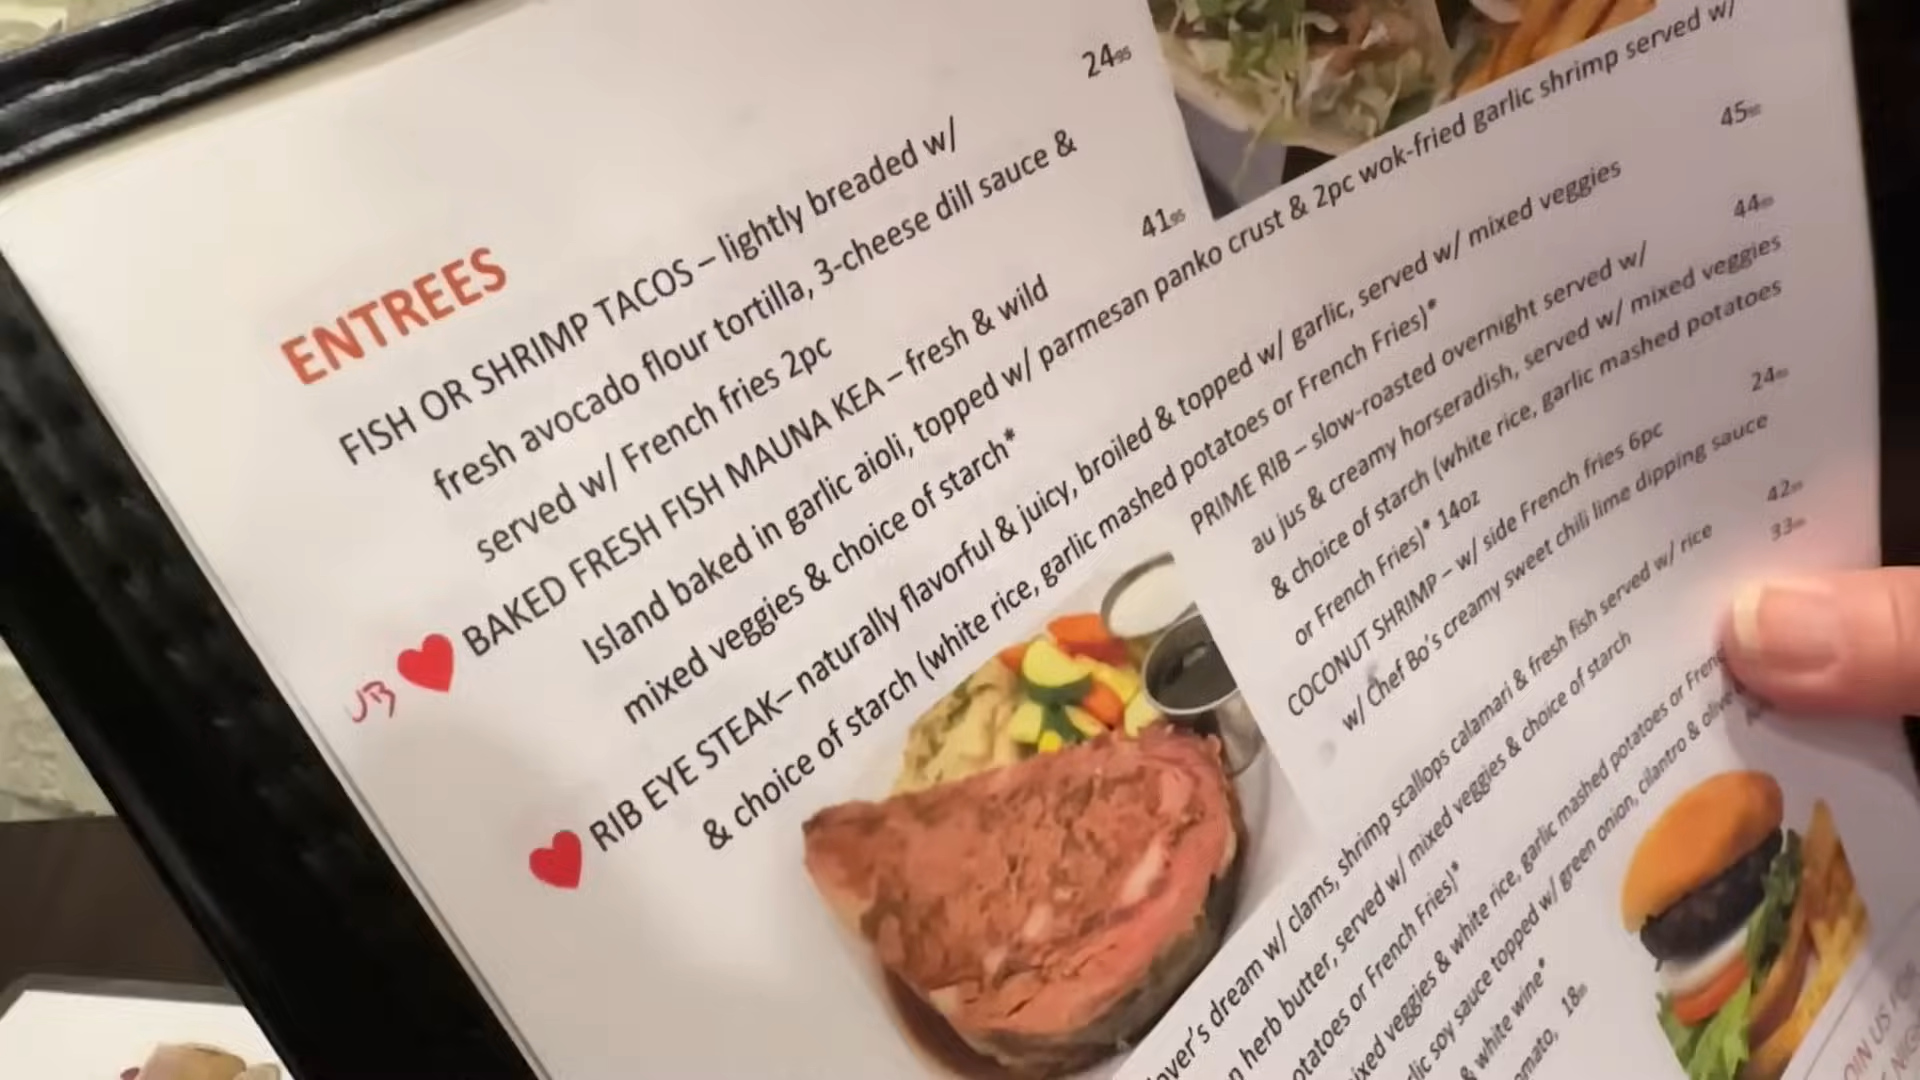 ENTREES
FISH OR SHRIMP TACOS – lightly breaded w/ 24⁹⁵
fresh avocado flour tortilla, 3-cheese dill sauce &
served w/ French fries 2pc
JB BAKED FRESH FISH MAUNA KEA – fresh & wild 41⁹⁵
Island baked in garlic aioli, topped w/ parmesan panko crust & 2pc wok-fried garlic shrimp served w/
mixed veggies & choice of starch*
RIB EYE STEAK– naturally flavorful & juicy, broiled & topped w/ garlic, served w/ mixed veggies 45
& choice of starch (white rice, garlic mashed potatoes or French Fries)*
PRIME RIB – slow-roasted overnight served w/ 44
au jus & creamy horseradish, served w/ mixed veggies
& choice of starch (white rice, garlic mashed potatoes
or French Fries)* 14oz
COCONUT SHRIMP – w/ side French fries 6pc 24
w/ Chef Bo's creamy sweet chili lime dipping sauce
w/ clams, shrimp scallops calamari & fresh fish served w/ rice 42
dream
herb butter, served w/ mixed veggies & choice of starch 33
or French Fries)*
veggies & white rice, garlic mashed potatoes or
soy sauce topped w/ green onion, cilantro &
& white wine*
18
JOIN US